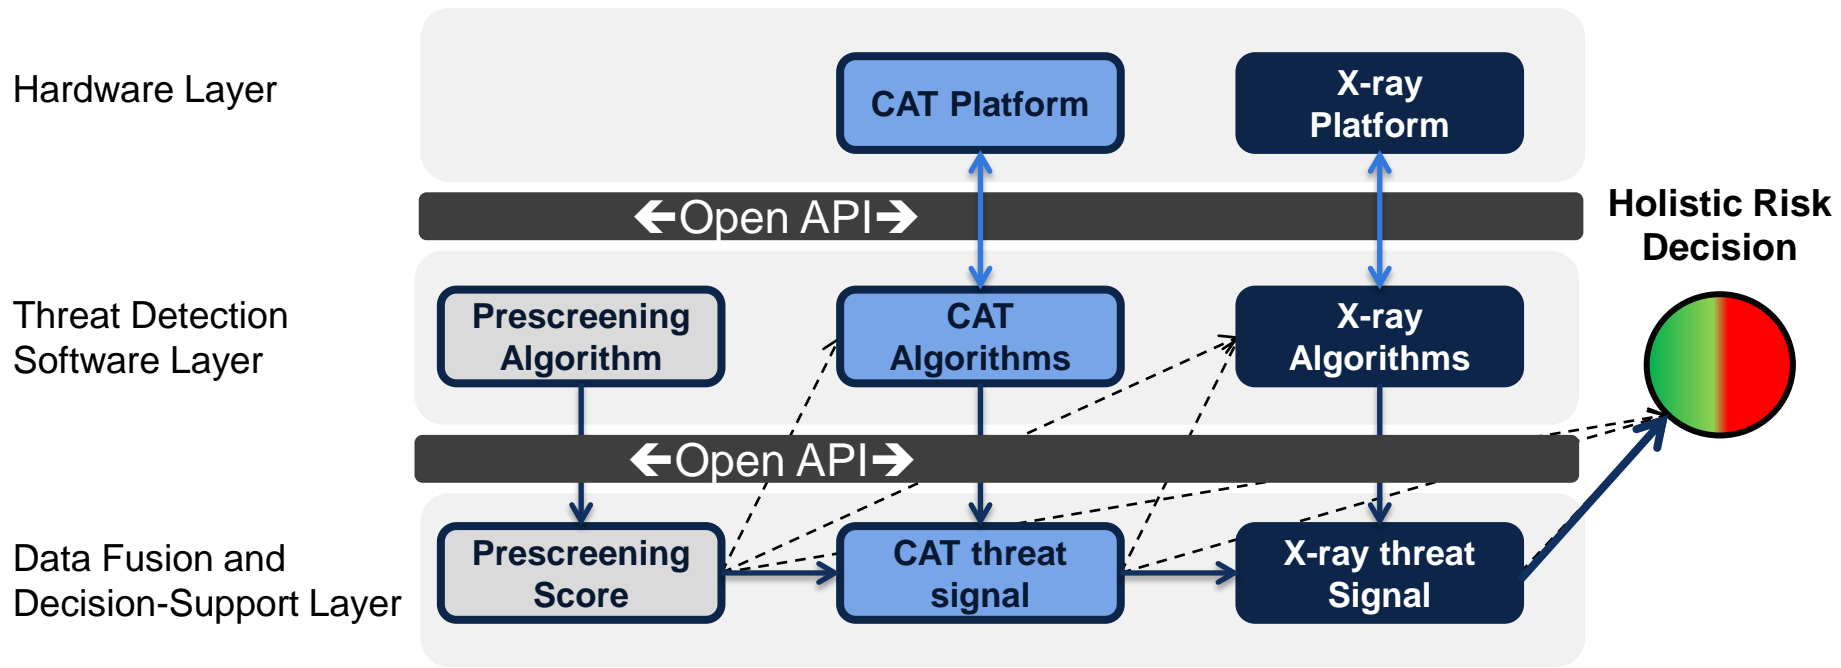 Hardware Layer
CAT Platform
X-ray
Platform
←Open API→
Holistic Risk
Decision
Threat Detection
Software Layer
Prescreening
Algorithm
CAT
Algorithms
X-ray
Algorithms
←Open API→
Data Fusion and
Decision-Support Layer
Prescreening
Score
CAT threat
signal
X-ray threat
Signal